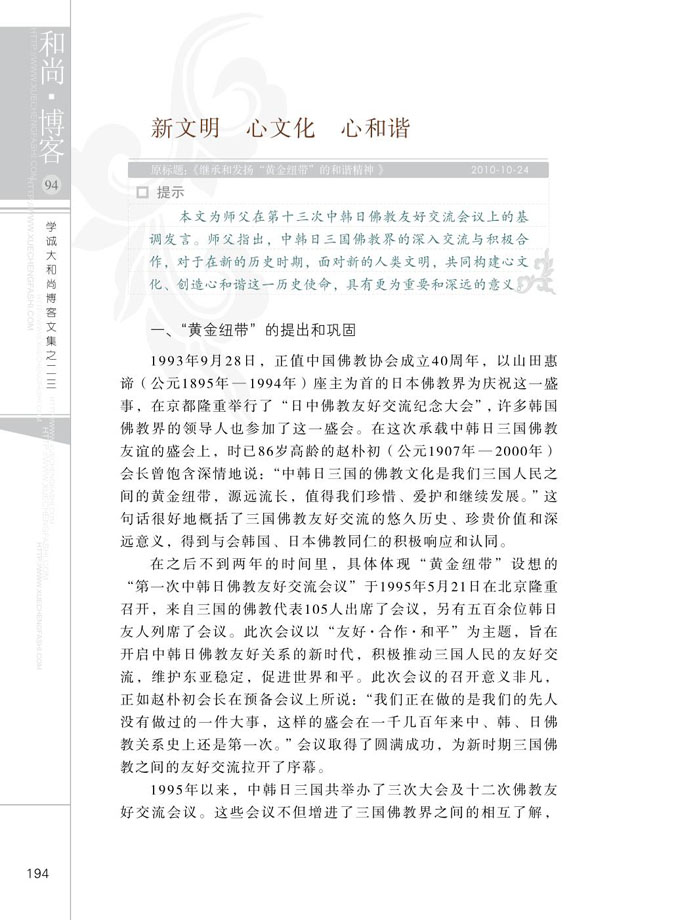 和尚·博客
94
学诚大和尚博客文集之二三
新文明 心文化 心和谐
原标题：《继承和发扬“黄金纽带”的和谐精神》 2010-10-24
提示
本文为师父在第十三次中韩日佛教友好交流会议上的基
调发言。师父指出，中韩日三国佛教界的深入交流与积极合
作，对于在新的历史时期，面对新的人类文明，共同构建心文
化、创造心和谐这一历史使命，具有更为重要和深远的意义。
一、“黄金纽带”的提出和巩固
1993年9月28日，正值中国佛教协会成立40周年，以山田惠
谛（公元1895年—1994年）座主为首的日本佛教界为庆祝这一盛
事，在京都隆重举行了“日中佛教友好交流纪念大会”，许多韩国
佛教界的领导人也参加了这一盛会。在这次承载中韩日三国佛教
友谊的盛会上，时已86岁高龄的赵朴初（公元1907年—2000年）
会长曾饱含深情地说：“中韩日三国的佛教文化是我们三国人民之
间的黄金纽带，源远流长，值得我们珍惜、爱护和继续发展。”这
句话很好地概括了三国佛教友好交流的悠久历史、珍贵价值和深
远意义，得到与会韩国、日本佛教同仁的积极响应和认同。
在之后不到两年的时间里，具体体现“黄金纽带”设想的
“第一次中韩日佛教友好交流会议”于1995年5月21日在北京隆重
召开，来自三国的佛教代表105人出席了会议，另有五百余位韩日
友人列席了会议。此次会议以“友好·合作·和平”为主题，旨在
开启中韩日佛教友好关系的新时代，积极推动三国人民的友好交
流，维护东亚稳定，促进世界和平。此次会议的召开意义非凡，
正如赵朴初会长在预备会议上所说：“我们正在做的是我们的先人
没有做过的一件大事，这样的盛会在一千几百年来中、韩、日佛
教关系史上还是第一次。”会议取得了圆满成功，为新时期三国佛
教之间的友好交流拉开了序幕。
1995年以来，中韩日三国共举办了三次大会及十二次佛教友
好交流会议。这些会议不但增进了三国佛教界之间的相互了解，
194